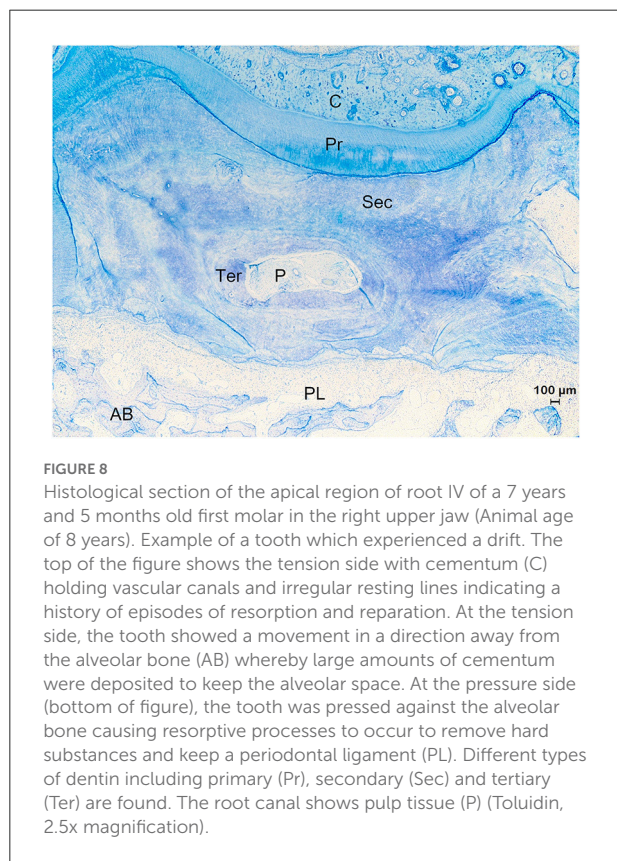 C
Pr
Sec
Ter
P
PL
100 µm
AB
FIGURE 8
Histological section of the apical region of root IV of a 7 years
and 5 months old first molar in the right upper jaw (Animal age
of 8 years). Example of a tooth which experienced a drift. The
top of the figure shows the tension side with cementum (C)
holding vascular canals and irregular resting lines indicating a
history of episodes of resorption and reparation. At the tension
side, the tooth showed a movement in a direction away from
the alveolar bone (AB) whereby large amounts of cementum
were deposited to keep the alveolar space. At the pressure side
(bottom of figure), the tooth was pressed against the alveolar
bone causing resorptive processes to occur to remove hard
substances and keep a periodontal ligament (PL). Different types
of dentin including primary (Pr), secondary (Sec) and tertiary
(Ter) are found. The root canal shows pulp tissue (P) (Toluidin,
2.5x magnification).